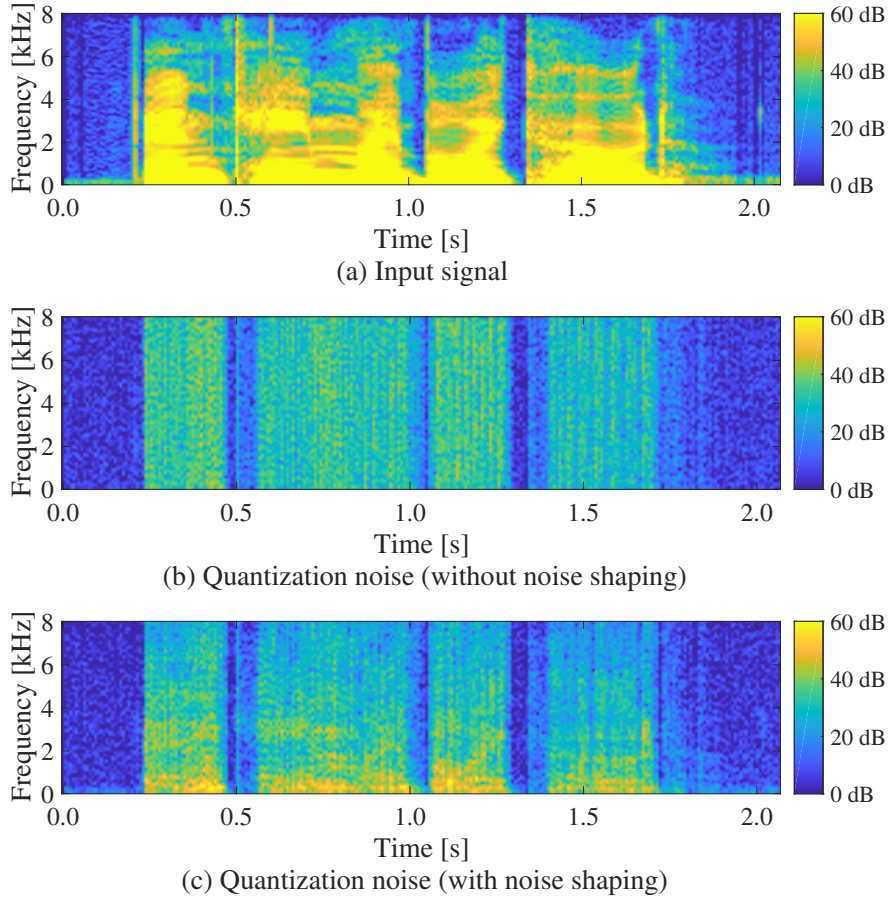 8
6
4
2
0
Frequency [kHz]
60 dB
40 dB
20 dB
0 dB
0.0 0.5 1.0 1.5 2.0
Time [s]
(a) Input signal
8
6
4
2
0
Frequency [kHz]
60 dB
40 dB
20 dB
0 dB
0.0 0.5 1.0 1.5 2.0
Time [s]
(b) Quantization noise (without noise shaping)
8
6
4
2
0
Frequency [kHz]
60 dB
40 dB
20 dB
0 dB
0.0 0.5 1.0 1.5 2.0
Time [s]
(c) Quantization noise (with noise shaping)